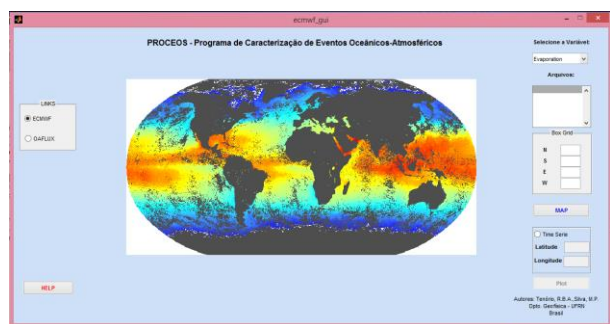 ecmwf_gui
PROCEOS - Programa de Caracterização de Eventos Oceânicos-Atmosféricos
LINKS
ECMWF
OAFLUX
HELP
Selecione a Variável:
Evaporation
Arquivos:
Box Grid
N
S
E
W
MAP
Time Serie
Latitude
Longitude
Plot
Autores: Tenório, R.B.A.,Silva, M.P.
Dpto. Geofísica - UFRN
Brasil